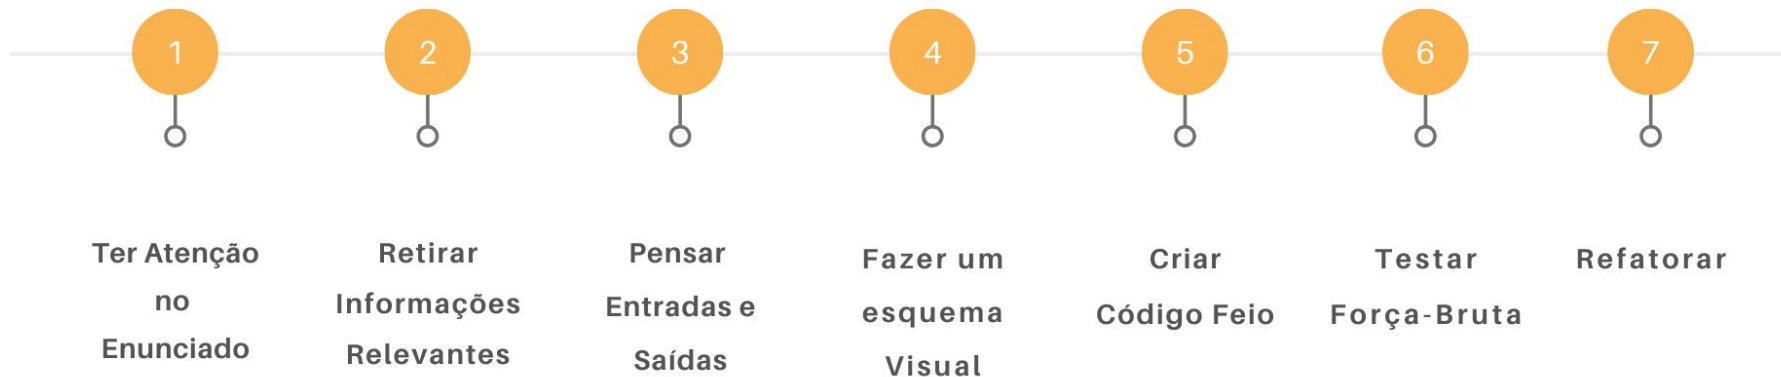 1
2
3
4
5
6
7
Ter Atenção
no
Enunciado
Retirar
Informações
Relevantes
Pensar
Entradas e
Saídas
Fazer um
esquema
Visual
Criar
Código Feio
Testar
Força-Bruta
Refatorar